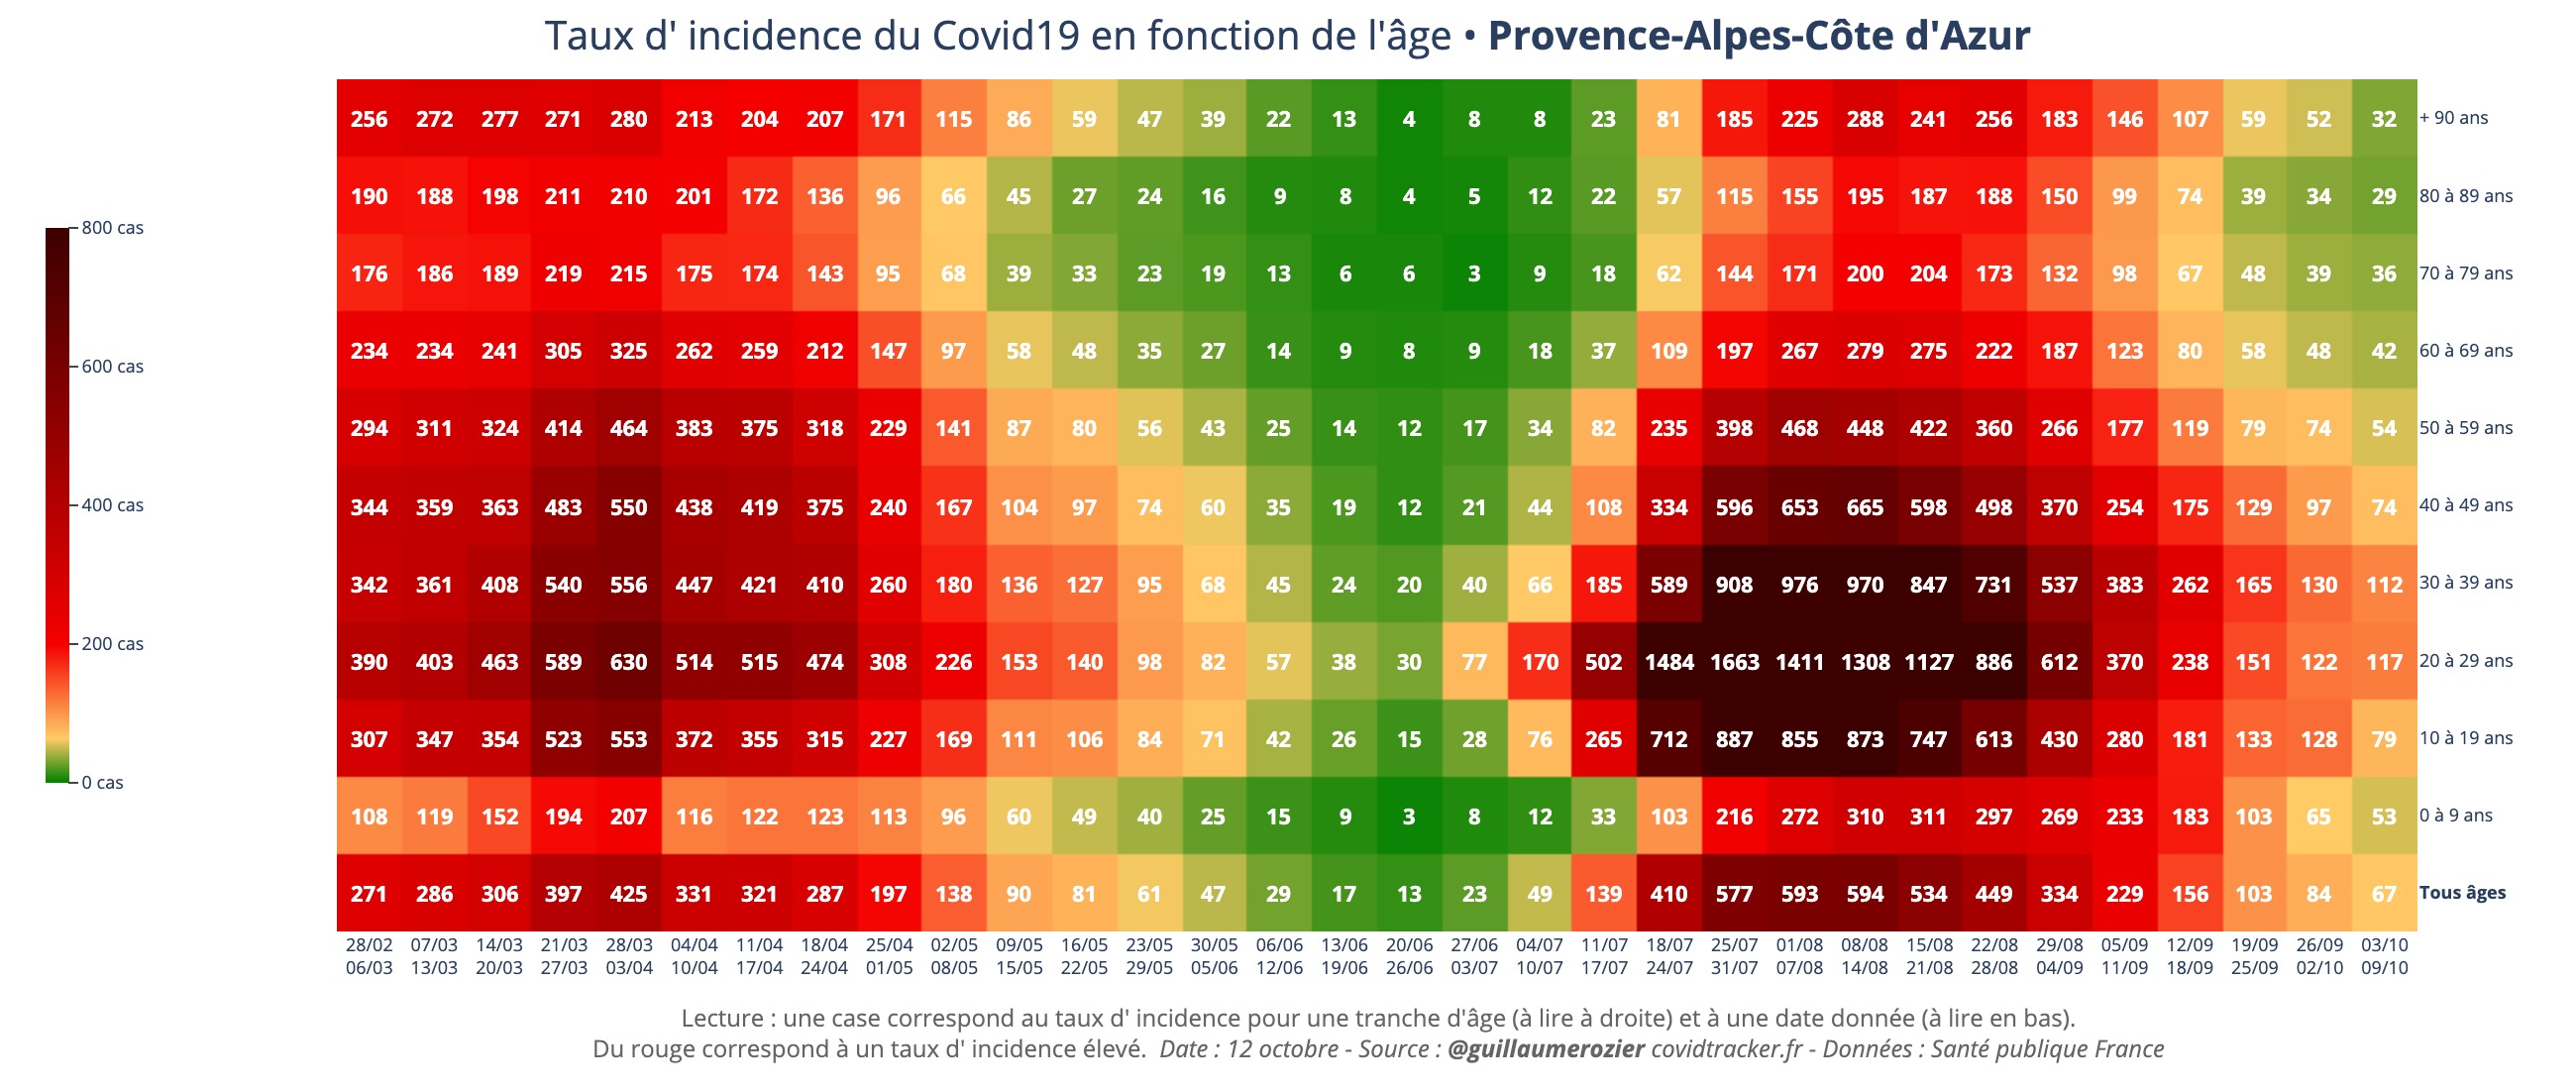 Taux d' incidence du Covid19 en fonction de l'âge • Provence-Alpes-Côte d'Azur
800 cas
600 cas
400 cas
200 cas
0 cas
256 272 277 271 280 213 204 207 171 115 86 59 47 39 22 13 4 8 8 23 81 185 225 288 241 256 183 146 107 59 52 32 + 90 ans
190 188 198 211 210 201 172 136 96 66 45 27 24 16 9 8 4 5 12 22 57 115 155 195 187 188 150 99 74 39 34 29 80 à 89 ans
176 186 189 219 215 175 174 143 95 68 39 33 23 19 13 6 6 3 9 18 62 144 171 200 204 173 132 98 67 48 39 36 70 à 79 ans
234 234 241 305 325 262 259 212 147 97 58 48 35 27 14 9 8 9 18 37 109 197 267 279 275 222 187 123 80 58 48 42 60 à 69 ans
294 311 324 414 464 383 375 318 229 141 87 80 56 43 25 14 12 17 34 82 235 398 468 448 422 360 266 177 119 79 74 54 50 à 59 ans
344 359 363 483 550 438 419 375 240 167 104 97 74 60 35 19 12 21 44 108 334 596 653 665 598 498 370 254 175 129 97 74 40 à 49 ans
342 361 408 540 556 447 421 410 260 180 136 127 95 68 45 24 20 40 66 185 589 908 976 970 847 731 537 383 262 165 130 112 30 à 39 ans
390 403 463 589 630 514 515 474 308 226 153 140 98 82 57 38 30 77 170 502 1484 1663 1411 1308 1127 886 612 370 238 151 122 117 20 à 29 ans
307 347 354 523 553 372 355 315 227 169 111 106 84 71 42 26 15 28 76 265 712 887 855 873 747 613 430 280 181 133 128 79 10 à 19 ans
108 119 152 194 207 116 122 123 113 96 60 49 40 25 15 9 3 8 12 33 103 216 272 310 311 297 269 233 183 103 65 53 0 à 9 ans
271 286 306 397 425 331 321 287 197 138 90 81 61 47 29 17 13 23 49 139 410 577 593 594 534 449 334 229 156 103 84 67 Tous âges
28/02 07/03 14/03 21/03 28/03 04/04 11/04 18/04 25/04 02/05 09/05 16/05 23/05 30/05 06/06 13/06 20/06 27/06 04/07 11/07 18/07 25/07 01/08 08/08 15/08 22/08 29/08 05/09 12/09 19/09 26/09 03/10
06/03 13/03 20/03 27/03 03/04 10/04 17/04 24/04 01/05 08/05 15/05 22/05 29/05 05/06 12/06 19/06 26/06 03/07 10/07 17/07 24/07 31/07 07/08 14/08 21/08 28/08 04/09 11/09 18/09 25/09 02/10 09/10
Lecture : une case correspond au taux d' incidence pour une tranche d'âge (à lire à droite) et à une date donnée (à lire en bas).
Du rouge correspond à un taux d' incidence élevé. Date : 12 octobre - Source : @guillaumerozier covidtracker.fr - Données : Santé publique France